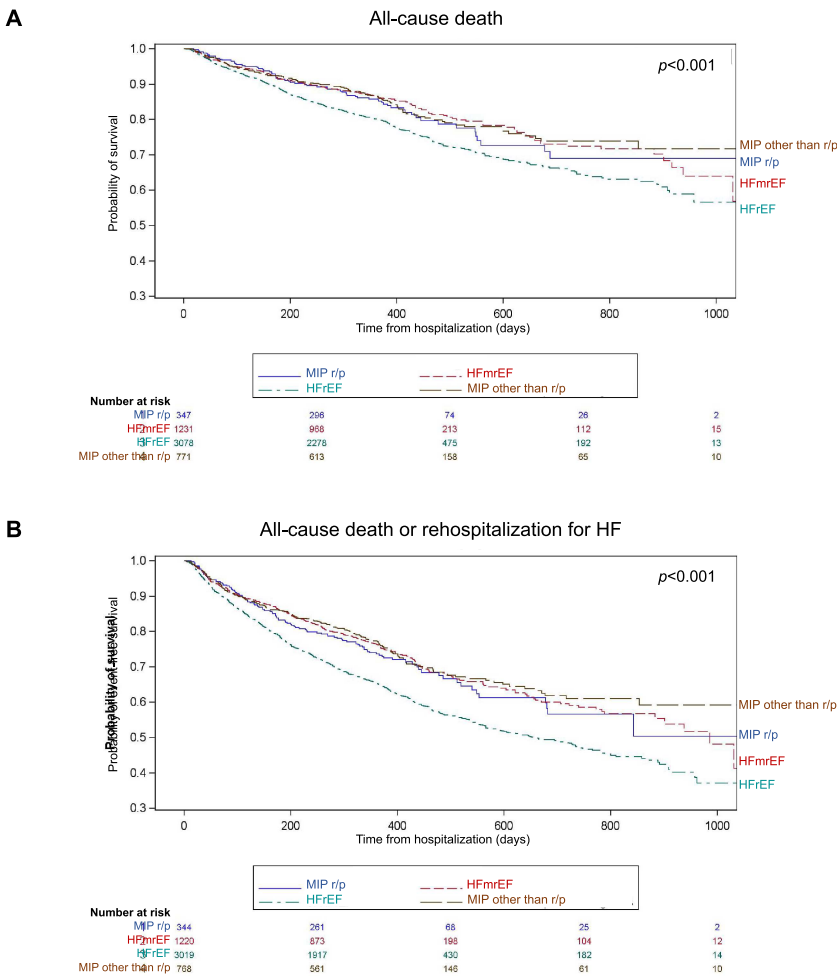 A
All-cause death
p<0.001
1.0
0.9
0.8
0.7
0.6
0.5
0.4
0.3
Probability of survival
MIP other than r/p
MIP r/p
HFmrEF
HFrEF
0 200 400 600 800 1000
Time from hospitalization (days)
MIP r/p HFmrEF
HFrEF MIP other than r/p
Number at risk
MIP r/p 347 296 74 26 2
HFmrEF 1231 968 213 112 15
HFrEF 3078 2278 475 192 13
MIP other than r/p 771 613 158 65 10
B
All-cause death or rehospitalization for HF
p<0.001
1.0
0.9
0.8
0.7
0.6
0.5
0.4
0.3
Probability of survival
MIP other than r/p
MIP r/p
HFmrEF
HFrEF
0 200 400 600 800 1000
Time from hospitalization (days)
MIP r/p HFmrEF
HFrEF MIP other than r/p
Number at risk
MIP r/p 344 261 68 25 2
HFmrEF 1220 873 198 104 12
HFrEF 3019 1917 430 182 14
MIP other than r/p 768 561 146 61 10